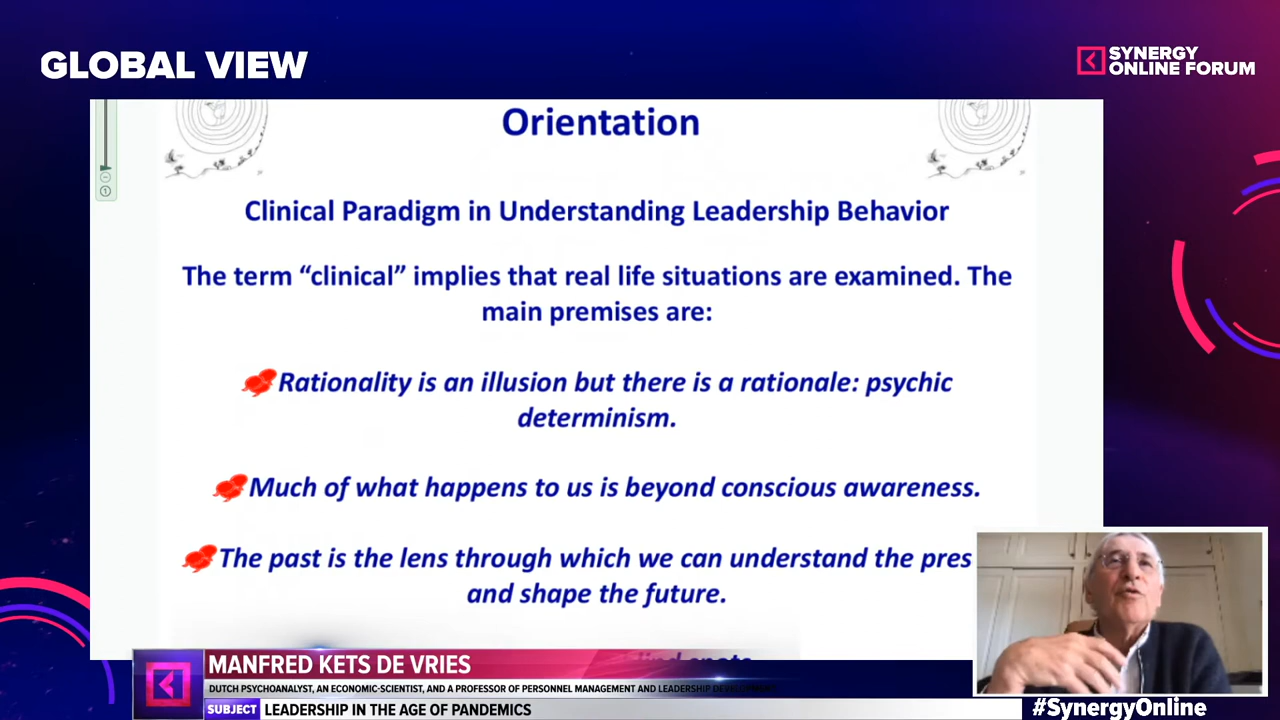 GLOBAL VIEW
SYNERGY
ONLINE FORUM
Orientation
Clinical Paradigm in Understanding Leadership Behavior
The term “clinical” implies that real life situations are examined. The
main premises are:
Rationality is an illusion but there is a rationale: psychic
determinism.
Much of what happens to us is beyond conscious awareness.
The past is the lens through which we can understand the pres
and shape the future.
MANFRED KETS DE VRIES
DUTCH PSYCHOANALYST, AN ECONOMIC-SCIENTIST, AND A PROFESSOR OF PERSONNEL MANAGEMENT AND LEADERSHIP
SUBJECT LEADERSHIP IN THE AGE OF PANDEMICS
#SynergyOnline